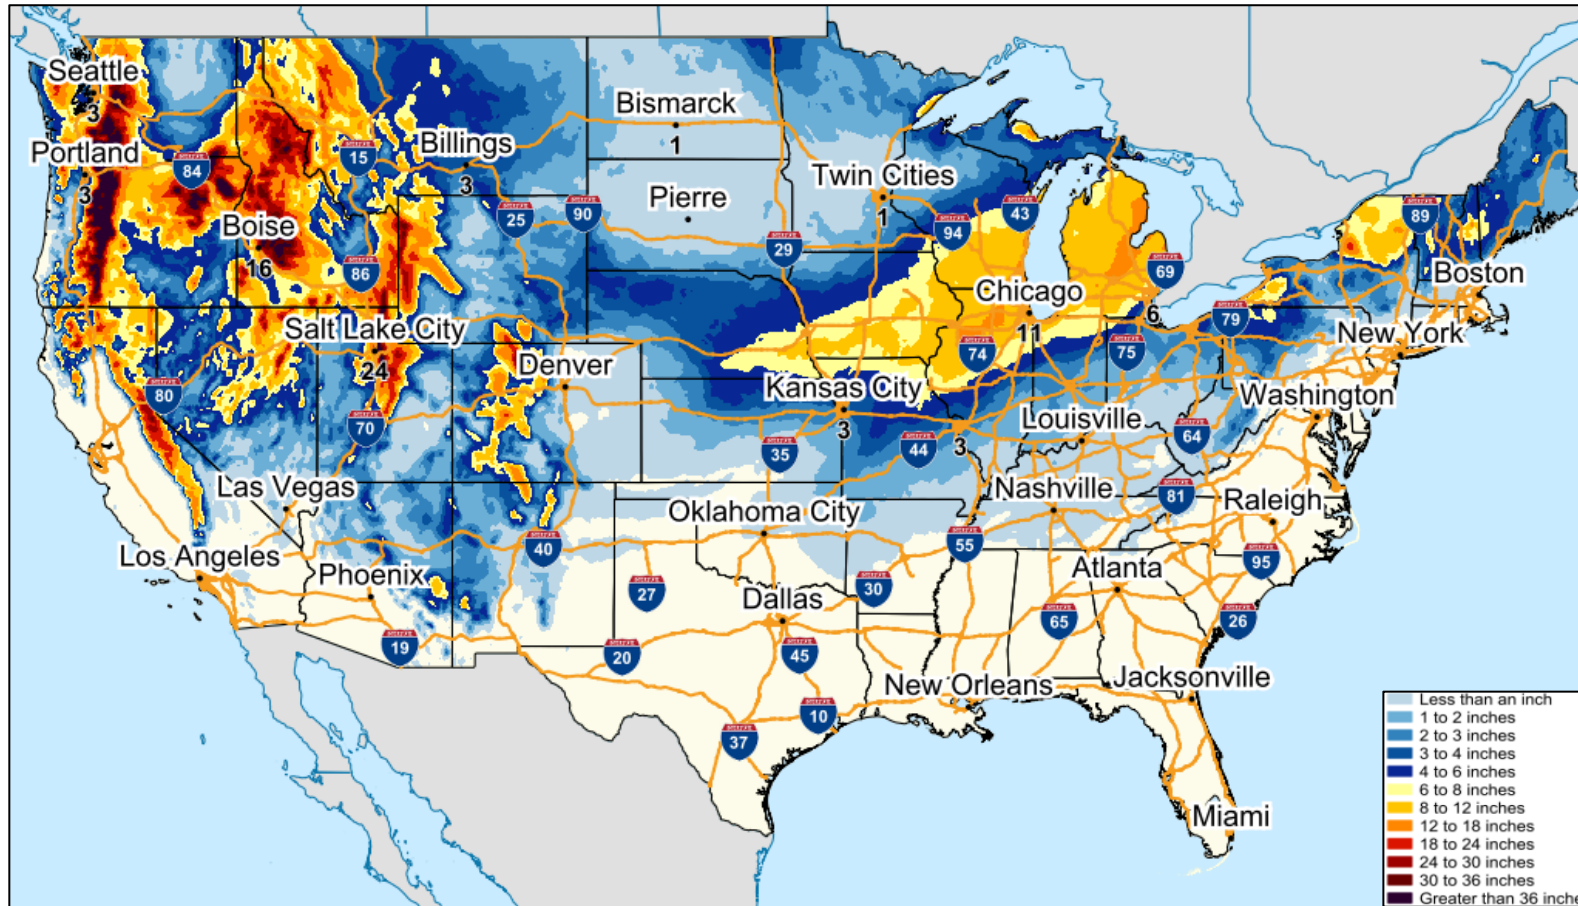 Seattle
3
Portland
3
84
15
Billings
3
Bismarck
1
Pierre
Twin Cities
1
Boise
16
86
25
90
29
94
43
69
89
Boston
Chicago
11
6
79
New York
Salt Lake City
24
Denver
74
75
80
70
Kansas City
3
35
44
3
Louisville
64
Washington
Las Vegas
Oklahoma City
Nashville
81
Raleigh
Los Angeles
Phoenix
40
27
Dallas
30
55
Atlanta
95
65
26
19
20
45
10
37
New Orleans
Jacksonville
Miami
Less than an inch
1 to 2 inches
2 to 3 inches
3 to 4 inches
4 to 6 inches
6 to 8 inches
8 to 12 inches
12 to 18 inches
18 to 24 inches
24 to 30 inches
30 to 36 inches
Greater than 36 inche